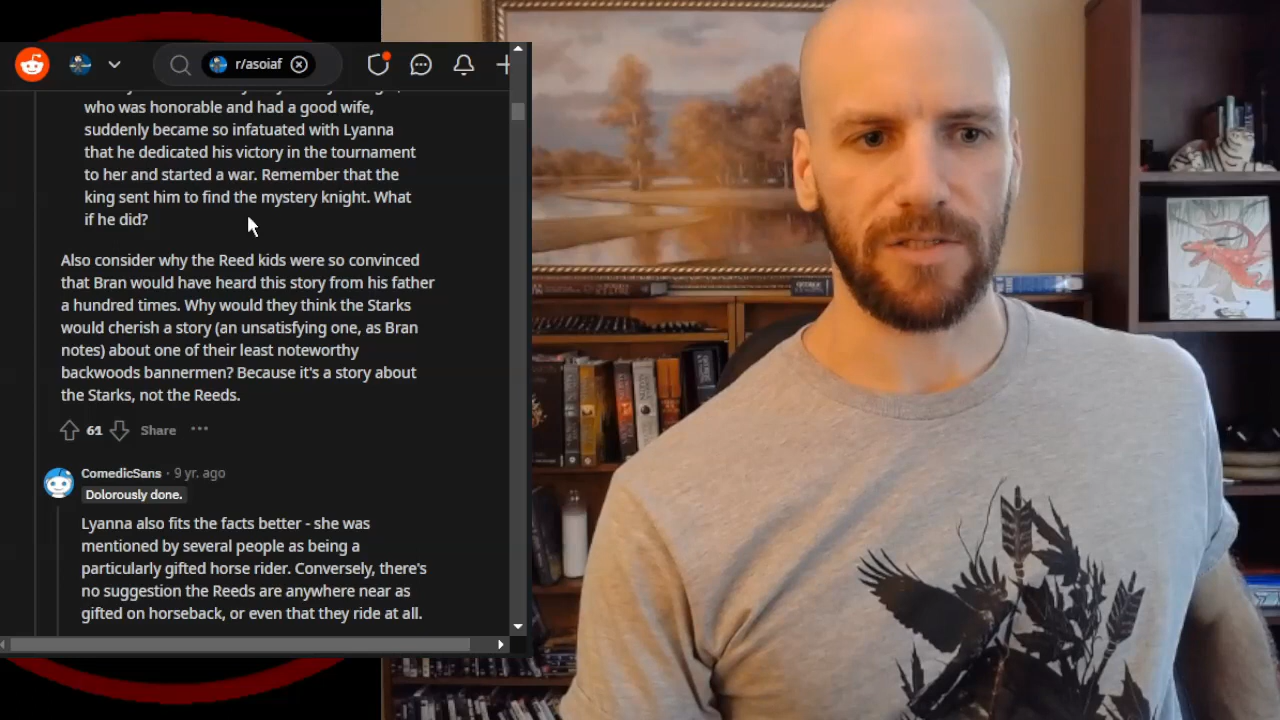 r/asoiaf
who was honorable and had a good wife,
suddenly became so infatuated with Lyanna
that he dedicated his victory in the tournament
to her and started a war. Remember that the
king sent him to find the mystery knight. What
if he did?
Also consider why the Reed kids were so convinced
that Bran would have heard this story from his father
a hundred times. Why would they think the Starks
would cherish a story (an unsatisfying one, as Bran
notes) about one of their least noteworthy
backwoods bannermen? Because it's a story about
the Starks, not the Reeds.
61 Share ···
ComedicSans · 9 yr. ago
Dolorously done.
Lyanna also fits the facts better - she was
mentioned by several people as being a
particularly gifted horse rider. Conversely, there's
no suggestion the Reeds are anywhere near as
gifted on horseback, or even that they ride at all.